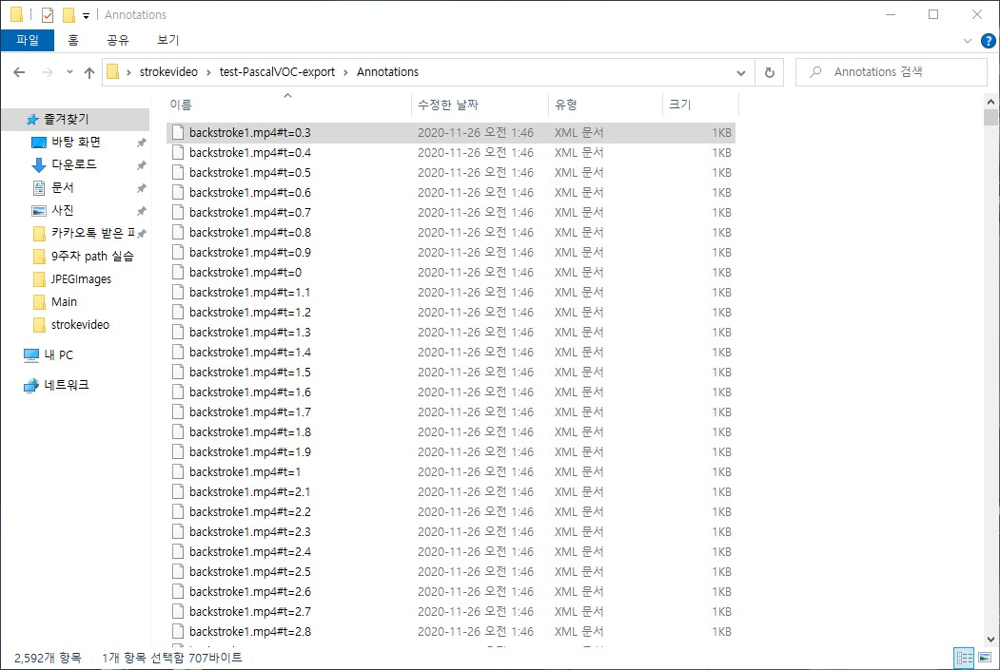 Annotations
파일 홈 공유 보기
strokevideo > test-PascalVOC-export > Annotations
Annotations 검색
이름 수정한 날짜 유형 크기
즐겨찾기
바탕 화면
다운로드
문서
사진
카카오톡 받은
9주차 path 실습
JPEGImages
Main
strokevideo
내 PC
네트워크
backstroke1.mp4#t=0.3 2020-11-26 오전 1:46 XML 문서 1KB
backstroke1.mp4#t=0.4 2020-11-26 오전 1:46 XML 문서 1KB
backstroke1.mp4#t=0.5 2020-11-26 오전 1:46 XML 문서 1KB
backstroke1.mp4#t=0.6 2020-11-26 오전 1:46 XML 문서 1KB
backstroke1.mp4#t=0.7 2020-11-26 오전 1:46 XML 문서 1KB
backstroke1.mp4#t=0.8 2020-11-26 오전 1:46 XML 문서 1KB
backstroke1.mp4#t=0.9 2020-11-26 오전 1:46 XML 문서 1KB
backstroke1.mp4#t=0 2020-11-26 오전 1:46 XML 문서 1KB
backstroke1.mp4#t=1.1 2020-11-26 오전 1:46 XML 문서 1KB
backstroke1.mp4#t=1.2 2020-11-26 오전 1:46 XML 문서 1KB
backstroke1.mp4#t=1.3 2020-11-26 오전 1:46 XML 문서 1KB
backstroke1.mp4#t=1.4 2020-11-26 오전 1:46 XML 문서 1KB
backstroke1.mp4#t=1.5 2020-11-26 오전 1:46 XML 문서 1KB
backstroke1.mp4#t=1.6 2020-11-26 오전 1:46 XML 문서 1KB
backstroke1.mp4#t=1.7 2020-11-26 오전 1:46 XML 문서 1KB
backstroke1.mp4#t=1.8 2020-11-26 오전 1:46 XML 문서 1KB
backstroke1.mp4#t=1.9 2020-11-26 오전 1:46 XML 문서 1KB
backstroke1.mp4#t=1 2020-11-26 오전 1:46 XML 문서 1KB
backstroke1.mp4#t=2.1 2020-11-26 오전 1:46 XML 문서 1KB
backstroke1.mp4#t=2.2 2020-11-26 오전 1:46 XML 문서 1KB
backstroke1.mp4#t=2.3 2020-11-26 오전 1:46 XML 문서 1KB
backstroke1.mp4#t=2.4 2020-11-26 오전 1:46 XML 문서 1KB
backstroke1.mp4#t=2.5 2020-11-26 오전 1:46 XML 문서 1KB
backstroke1.mp4#t=2.6 2020-11-26 오전 1:46 XML 문서 1KB
backstroke1.mp4#t=2.7 2020-11-26 오전 1:46 XML 문서 1KB
backstroke1.mp4#t=2.8 2020-11-26 오전 1:46 XML 문서 1KB
2,592개 항목 1개 항목 선택함 707바이트